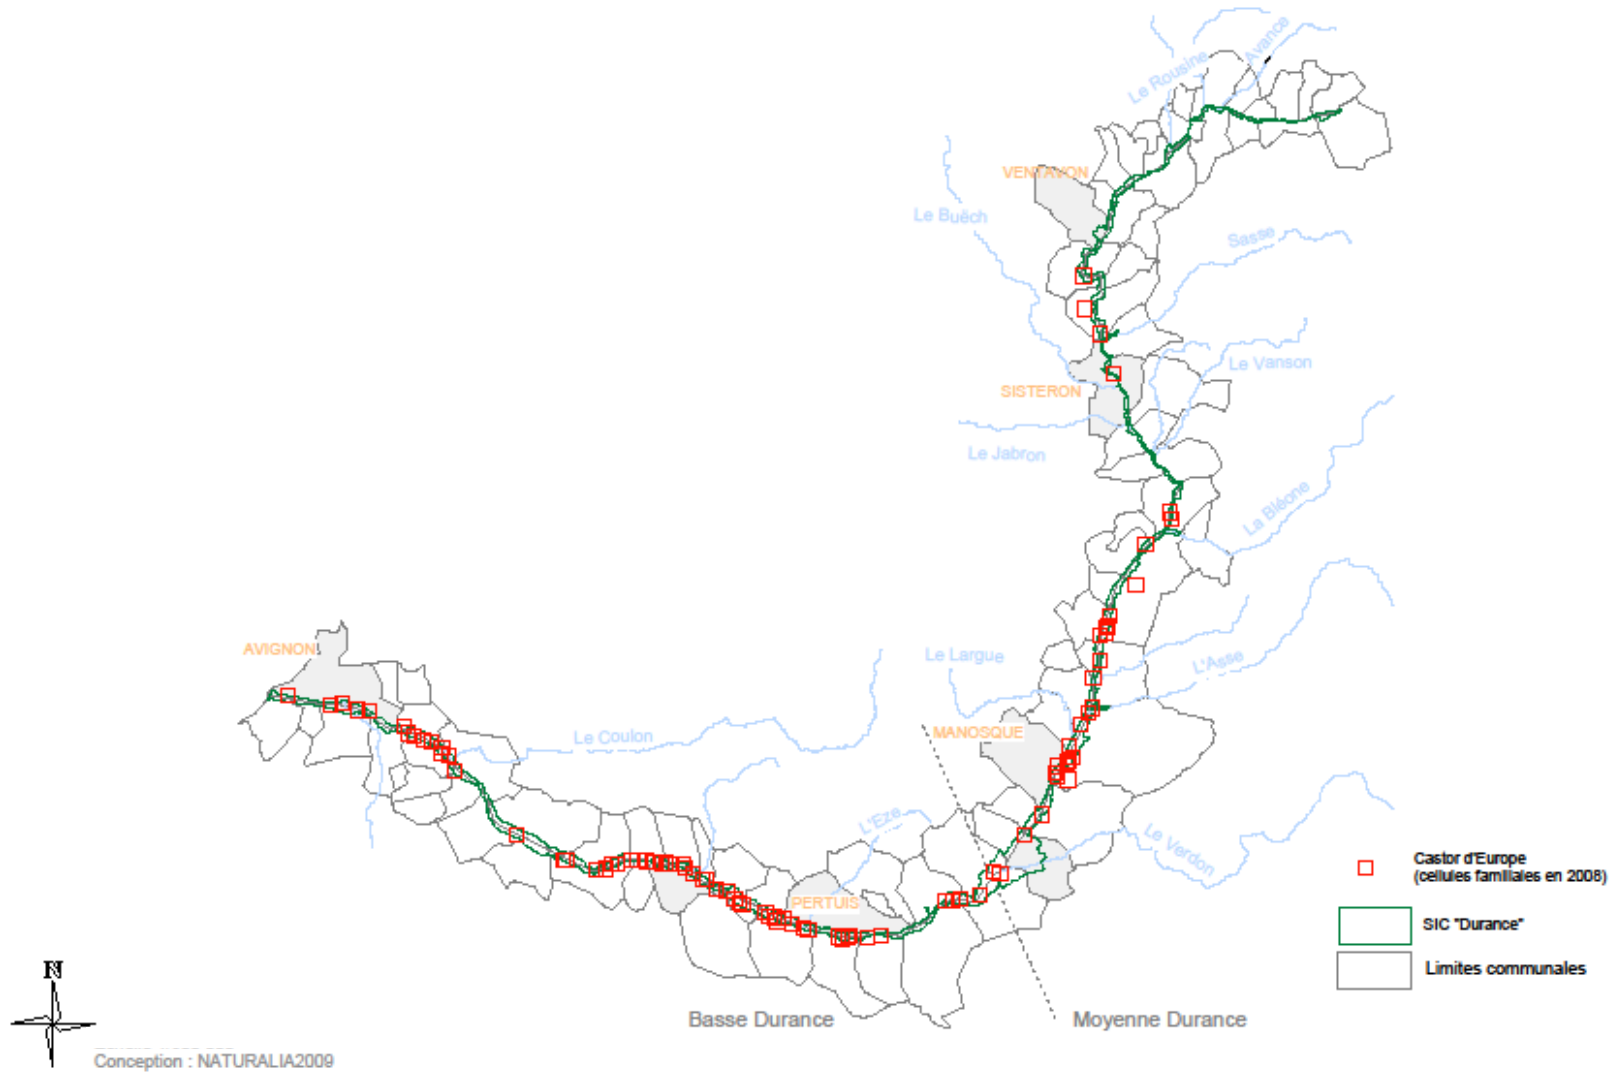 Le Rousine
Avance
VENTAVON
Le Buëch
Sasse
Le Vanson
SISTERON
Le Jabron
La Bléone
AVIGNON
Le Largue
L'Asse
MANOSQUE
Le Coulon
L'Eze
Le Verdon
PERTUIS
Castor d'Europe
(cellules familiales en 2008)
SIC "Durance"
Limites communales
N
Basse Durance
Moyenne Durance
Conception : NATURALIA2009